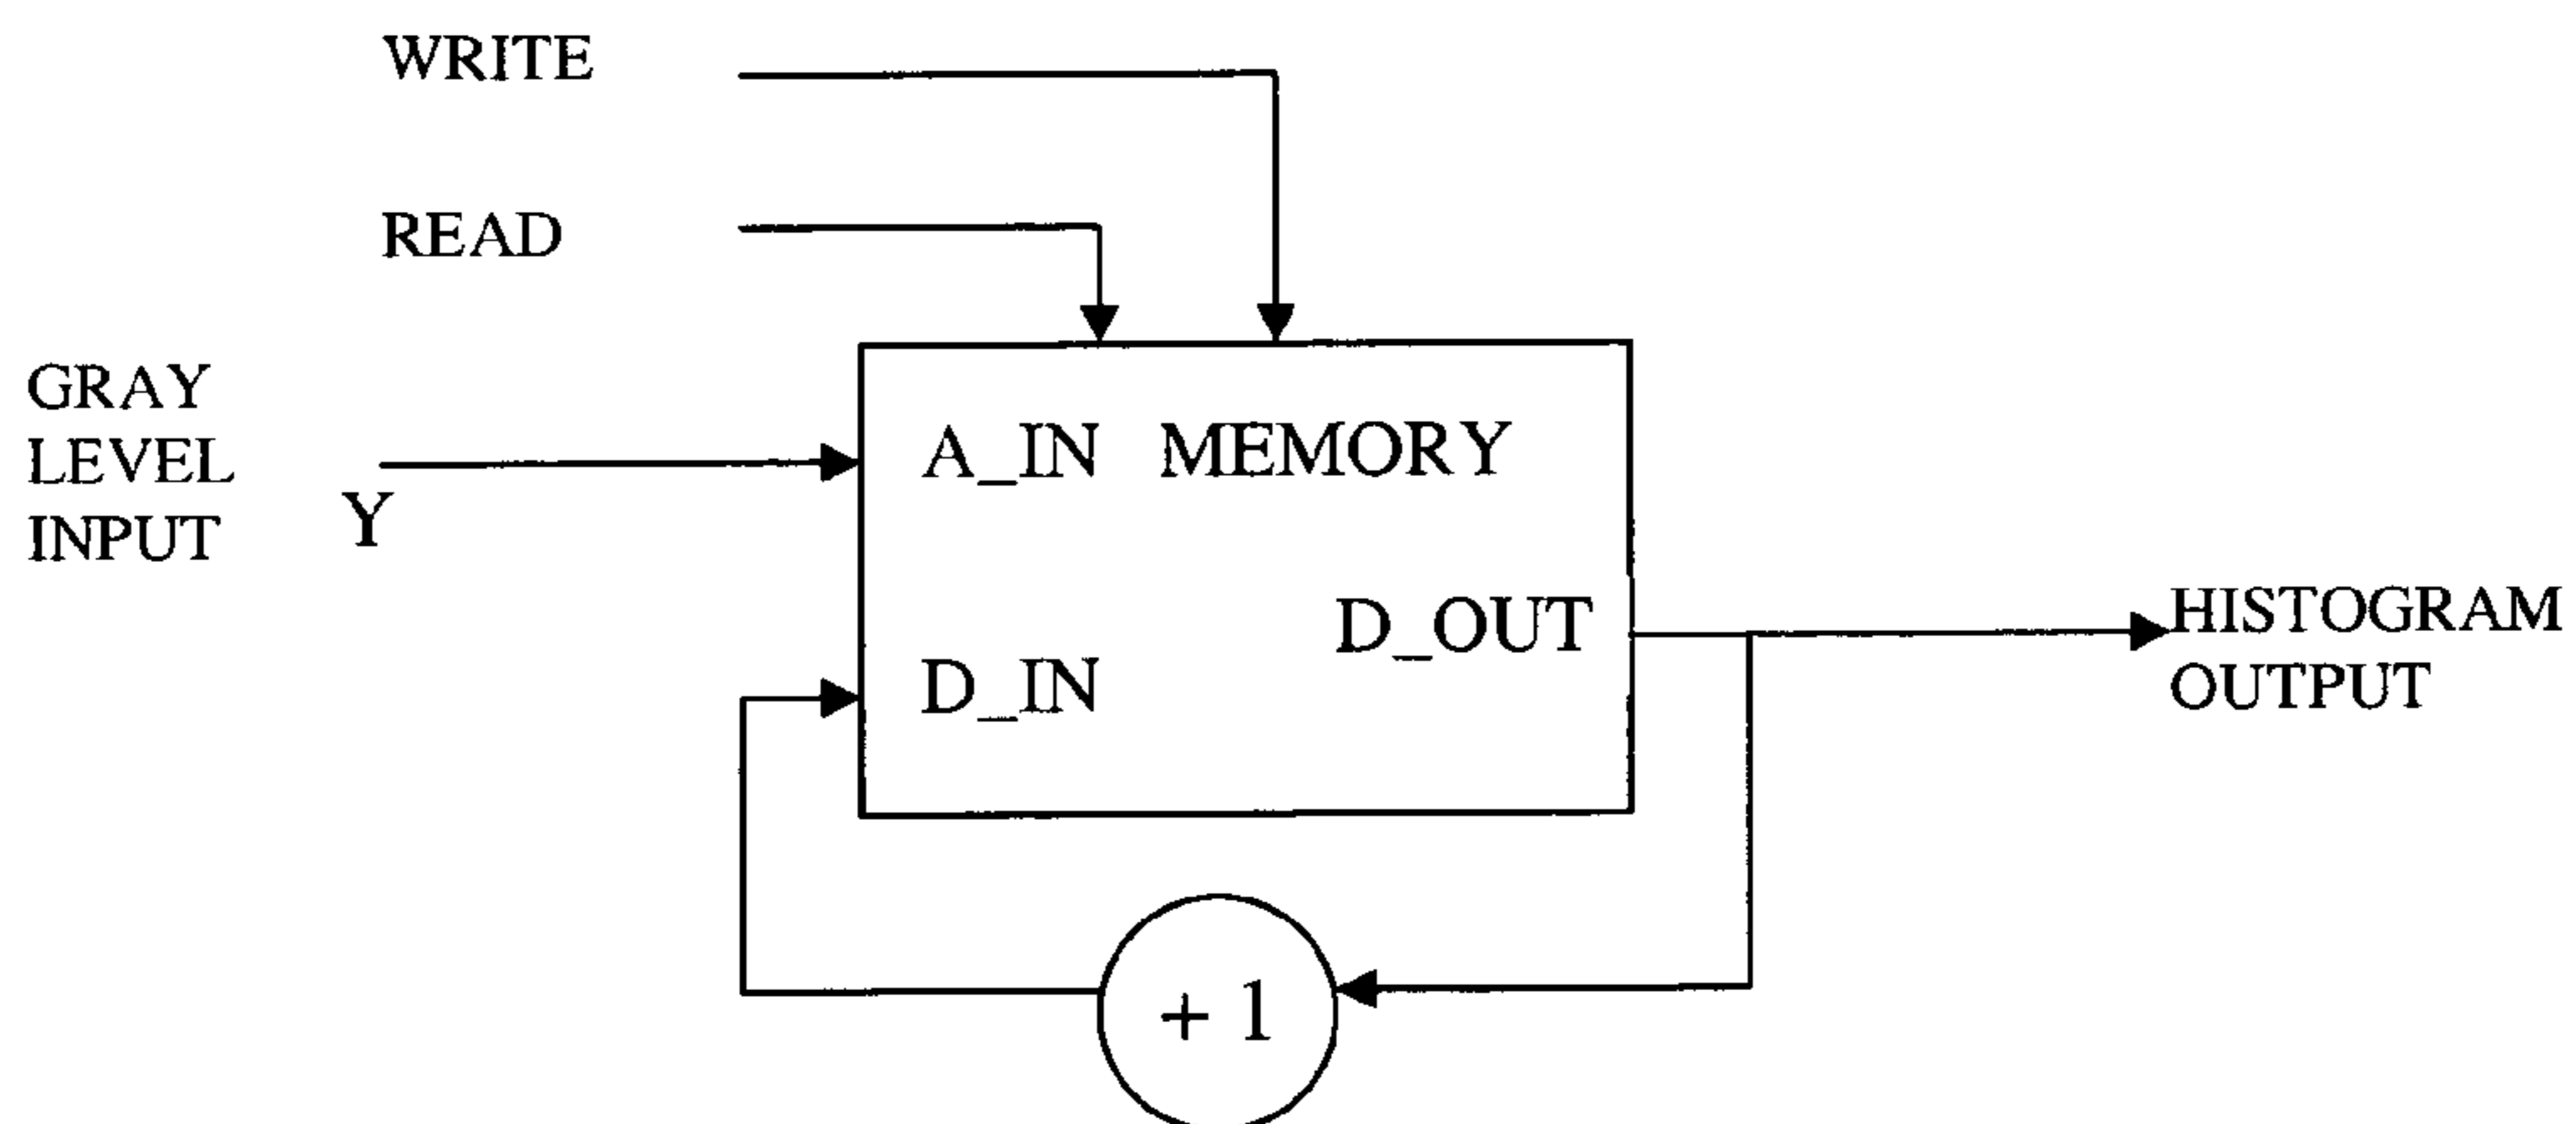 WRITE
READ
GRAY
LEVEL
INPUT
Y
A_IN MEMORY
D_OUT
D_IN
HISTOGRAM
OUTPUT
+ 1